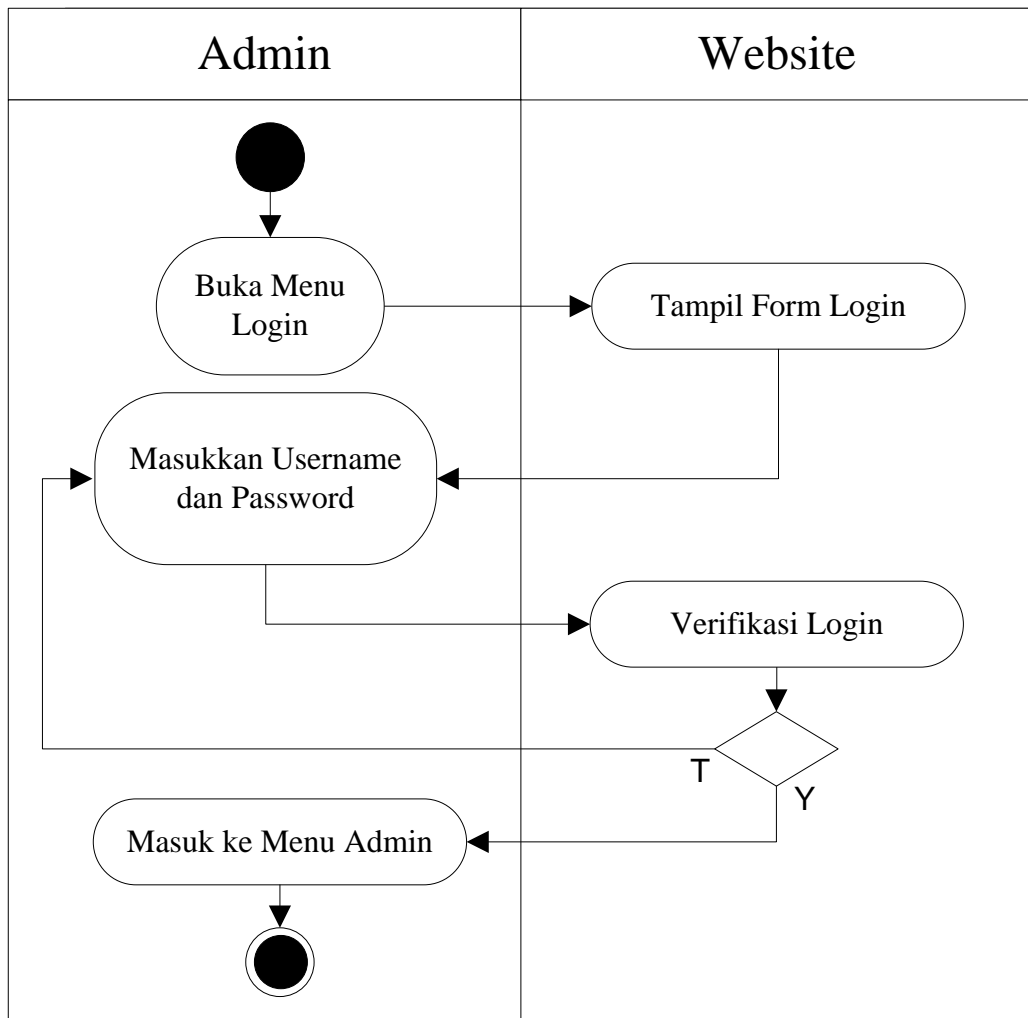 Admin
Website
Buka Menu
Login
Tampil Form Login
Masukkan Username
dan Password
Verifikasi Login
T
Y
Masuk ke Menu Admin